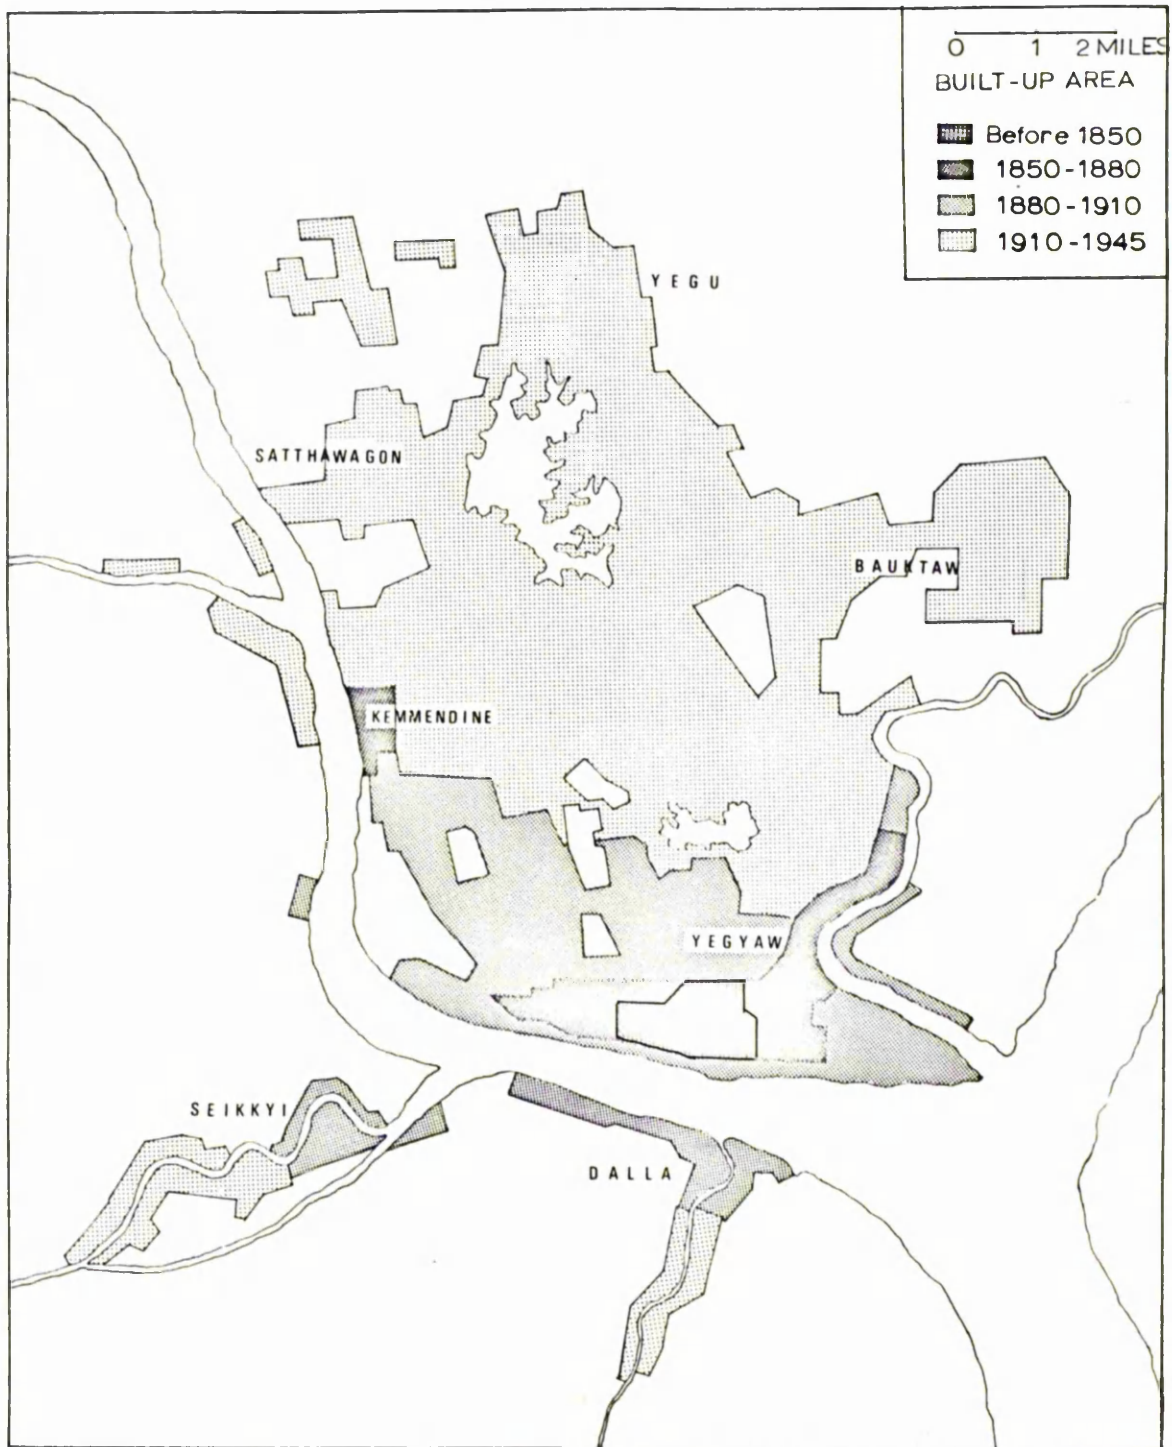 0 1 2 MILES
BUILT-UP AREA
Before 1850
1850-1880
1880-1910
1910-1945
YEGU
SATTHAWAGON
BAUKTAW
KEMMENDINE
YEGYAW
SEIKKYI
DALLA